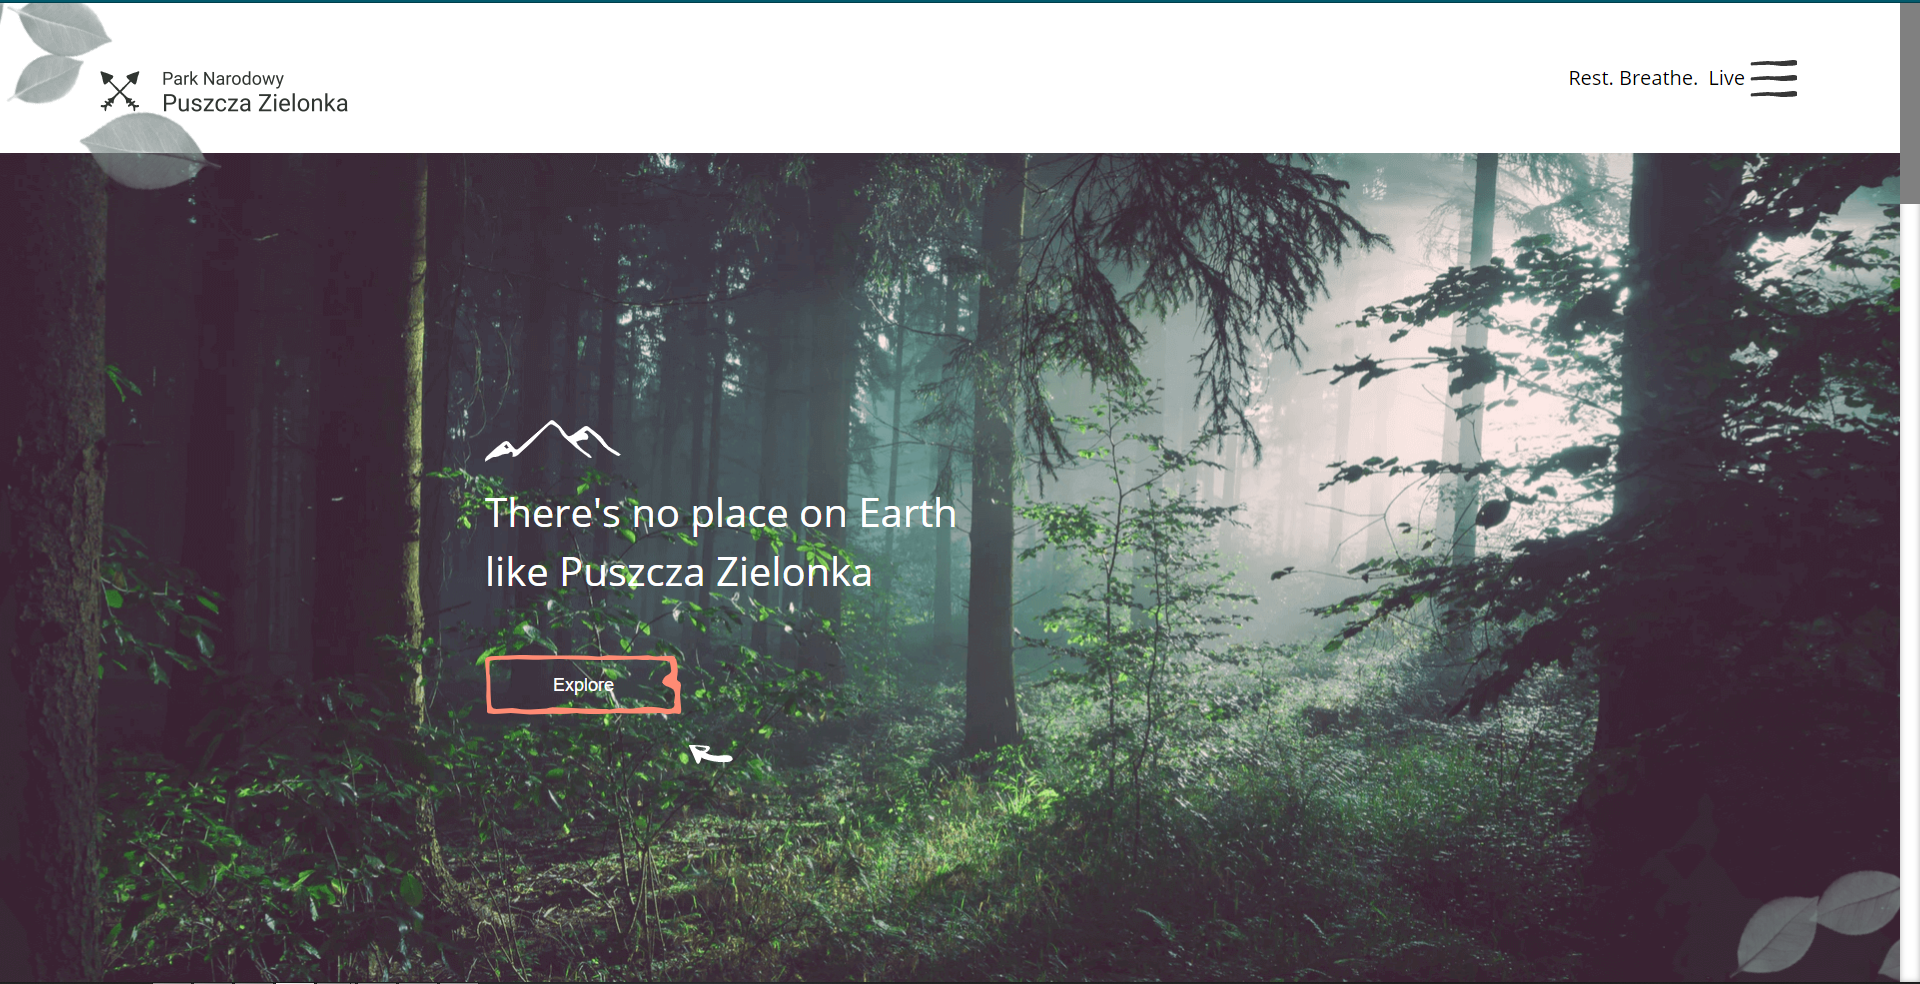 Park Narodowy
Puszcza Zielonka
Rest. Breathe.  Live
There's no place on Earth
like Puszcza Zielonka
Explore